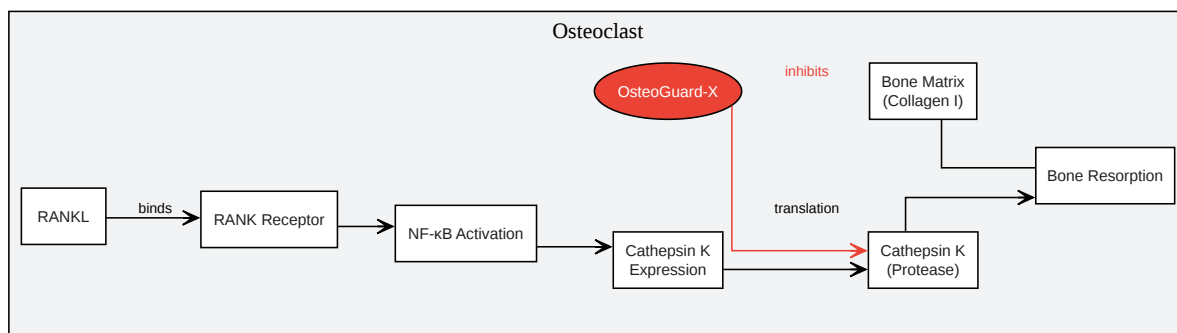 Osteoclast
OsteoGuard-X
inhibits
Bone Matrix
(Collagen I)
RANKL
binds
RANK Receptor
NF-κB Activation
Cathepsin K
Expression
translation
Cathepsin K
(Protease)
Bone Resorption